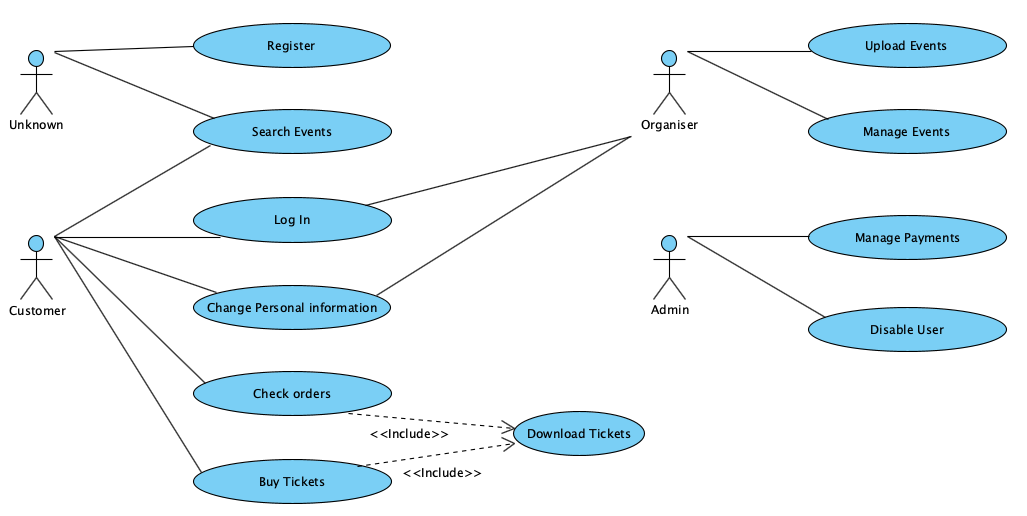 Register
Upload Events
Unknown
Organiser
Search Events
Manage Events
Log In
Manage Payments
Customer
Change Personal information
Admin
Disable User
Check orders
<<Include>>
Download Tickets
<<Include>>
Buy Tickets